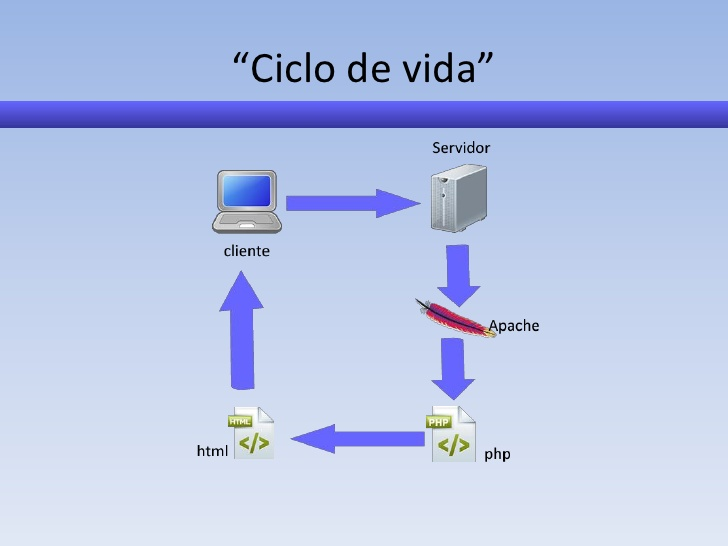 “Ciclo de vida”
Servidor
cliente
Apache
HTML
</>
html
PHP
</>
php